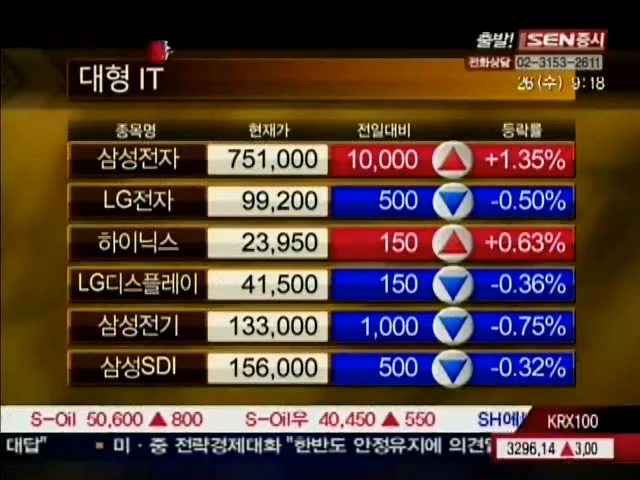 출발! SEN증시
전화상담 02-3153-2611
대형 IT
26(수) 9:18
종목명 현재가 전일대비 등락률
삼성전자 751,000 10,000 ▲ +1.35%
LG전자 99,200 500 ▼ -0.50%
하이닉스 23,950 150 ▲ +0.63%
LG디스플레이 41,500 150 ▼ -0.36%
삼성전기 133,000 1,000 ▼ -0.75%
삼성SDI 156,000 500 ▼ -0.32%
S-Oil 50,600 ▲ 800 S-Oil우 40,450 ▲ 550 SH에 KRX100
대답" ▪ 미·중 전략경제대화 "한반도 안정유지에 의견 3296,14 ▲3,00